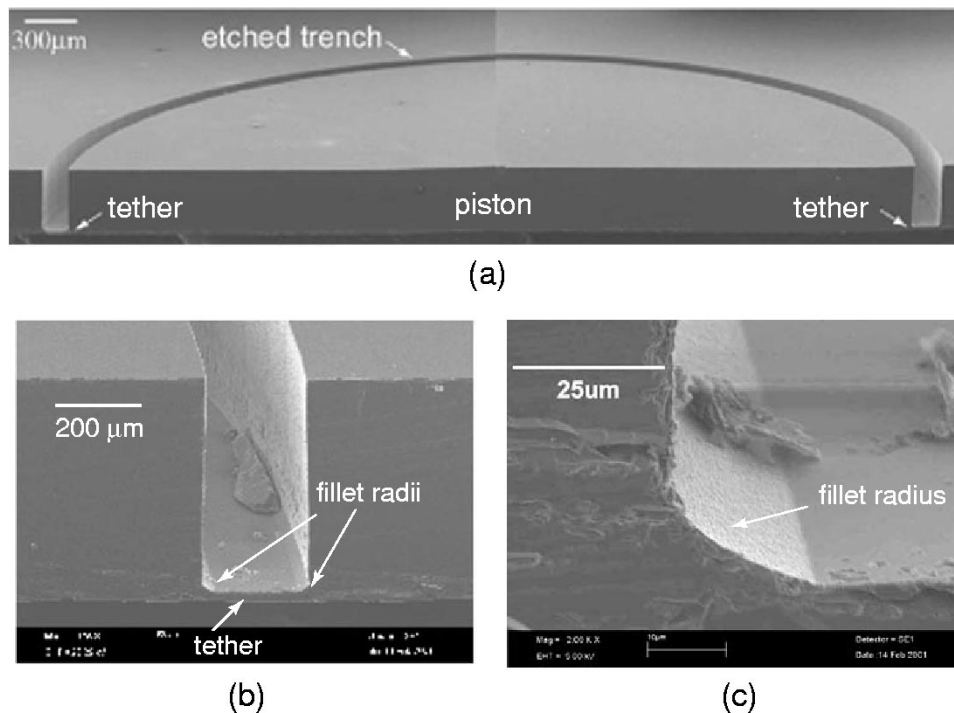 300μm
etched trench
tether
piston
tether
(a)
200 μm
fillet radii
tether
(b)
25um
fillet radius
Mag = 2.00 K X
10μm
Detector = SE1
EHT = 5.00 kV
Date :14 Feb 2001
(c)